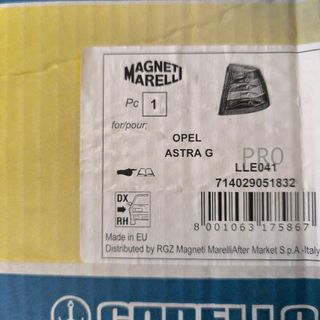 MAGNETI
MARELLI
Pc 1
for/pour;
OPEL
ASTRA G
PRO
LLE041
714029051832
DX
RH
8 001063 175867
Made in EU
Distributed by RGZ Magneti MarelliAfter Market S.p.A.-Italy
CARELLO